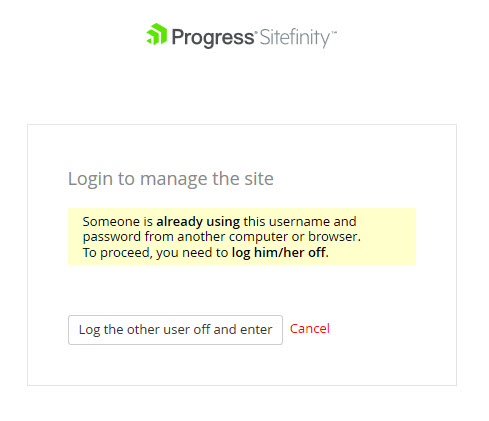 Progress® Sitefinity™
Login to manage the site
Someone is already using this username and
password from another computer or browser.
To proceed, you need to log him/her off.
Log the other user off and enter Cancel